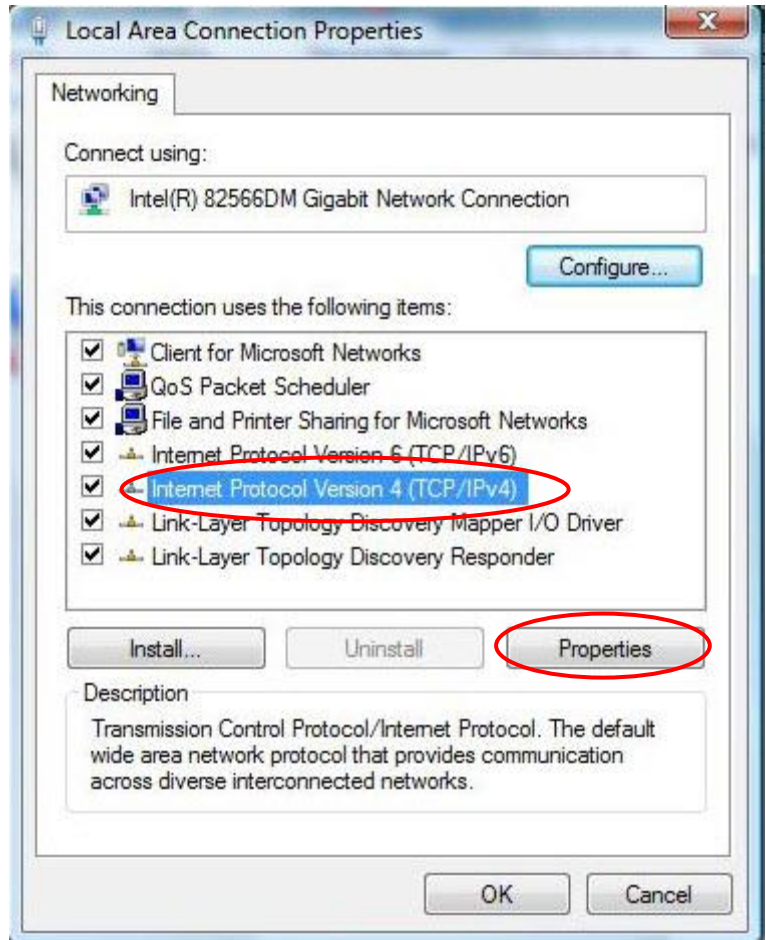 Local Area Connection Properties
Networking
Connect using:
Intel(R) 82566DM Gigabit Network Connection
Configure...
This connection uses the following items:
Client for Microsoft Networks
QoS Packet Scheduler
File and Printer Sharing for Microsoft Networks
Internet Protocol Version 6 (TCP/IPv6)
Internet Protocol Version 4 (TCP/IPv4)
Link-Layer Topology Discovery Mapper I/O Driver
Link-Layer Topology Discovery Responder
Install... Uninstall Properties
Description
Transmission Control Protocol/Internet Protocol. The default
wide area network protocol that provides communication
across diverse interconnected networks.
OK Cancel